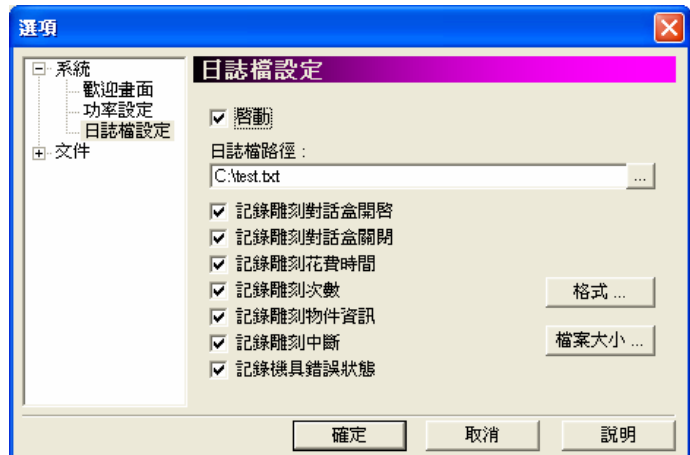 選項
系統
歡迎畫面
功率設定
日誌檔設定
文件
日誌檔設定
啓動
日誌檔路徑：
C:\test.txt
...
記錄雕刻對話盒開啓
記錄雕刻對話盒關閉
記錄雕刻花費時間
記錄雕刻次數
記錄雕刻物件資訊
記錄雕刻中斷
記錄機具錯誤狀態
格式 ...
檔案大小 ...
確定
取消
說明